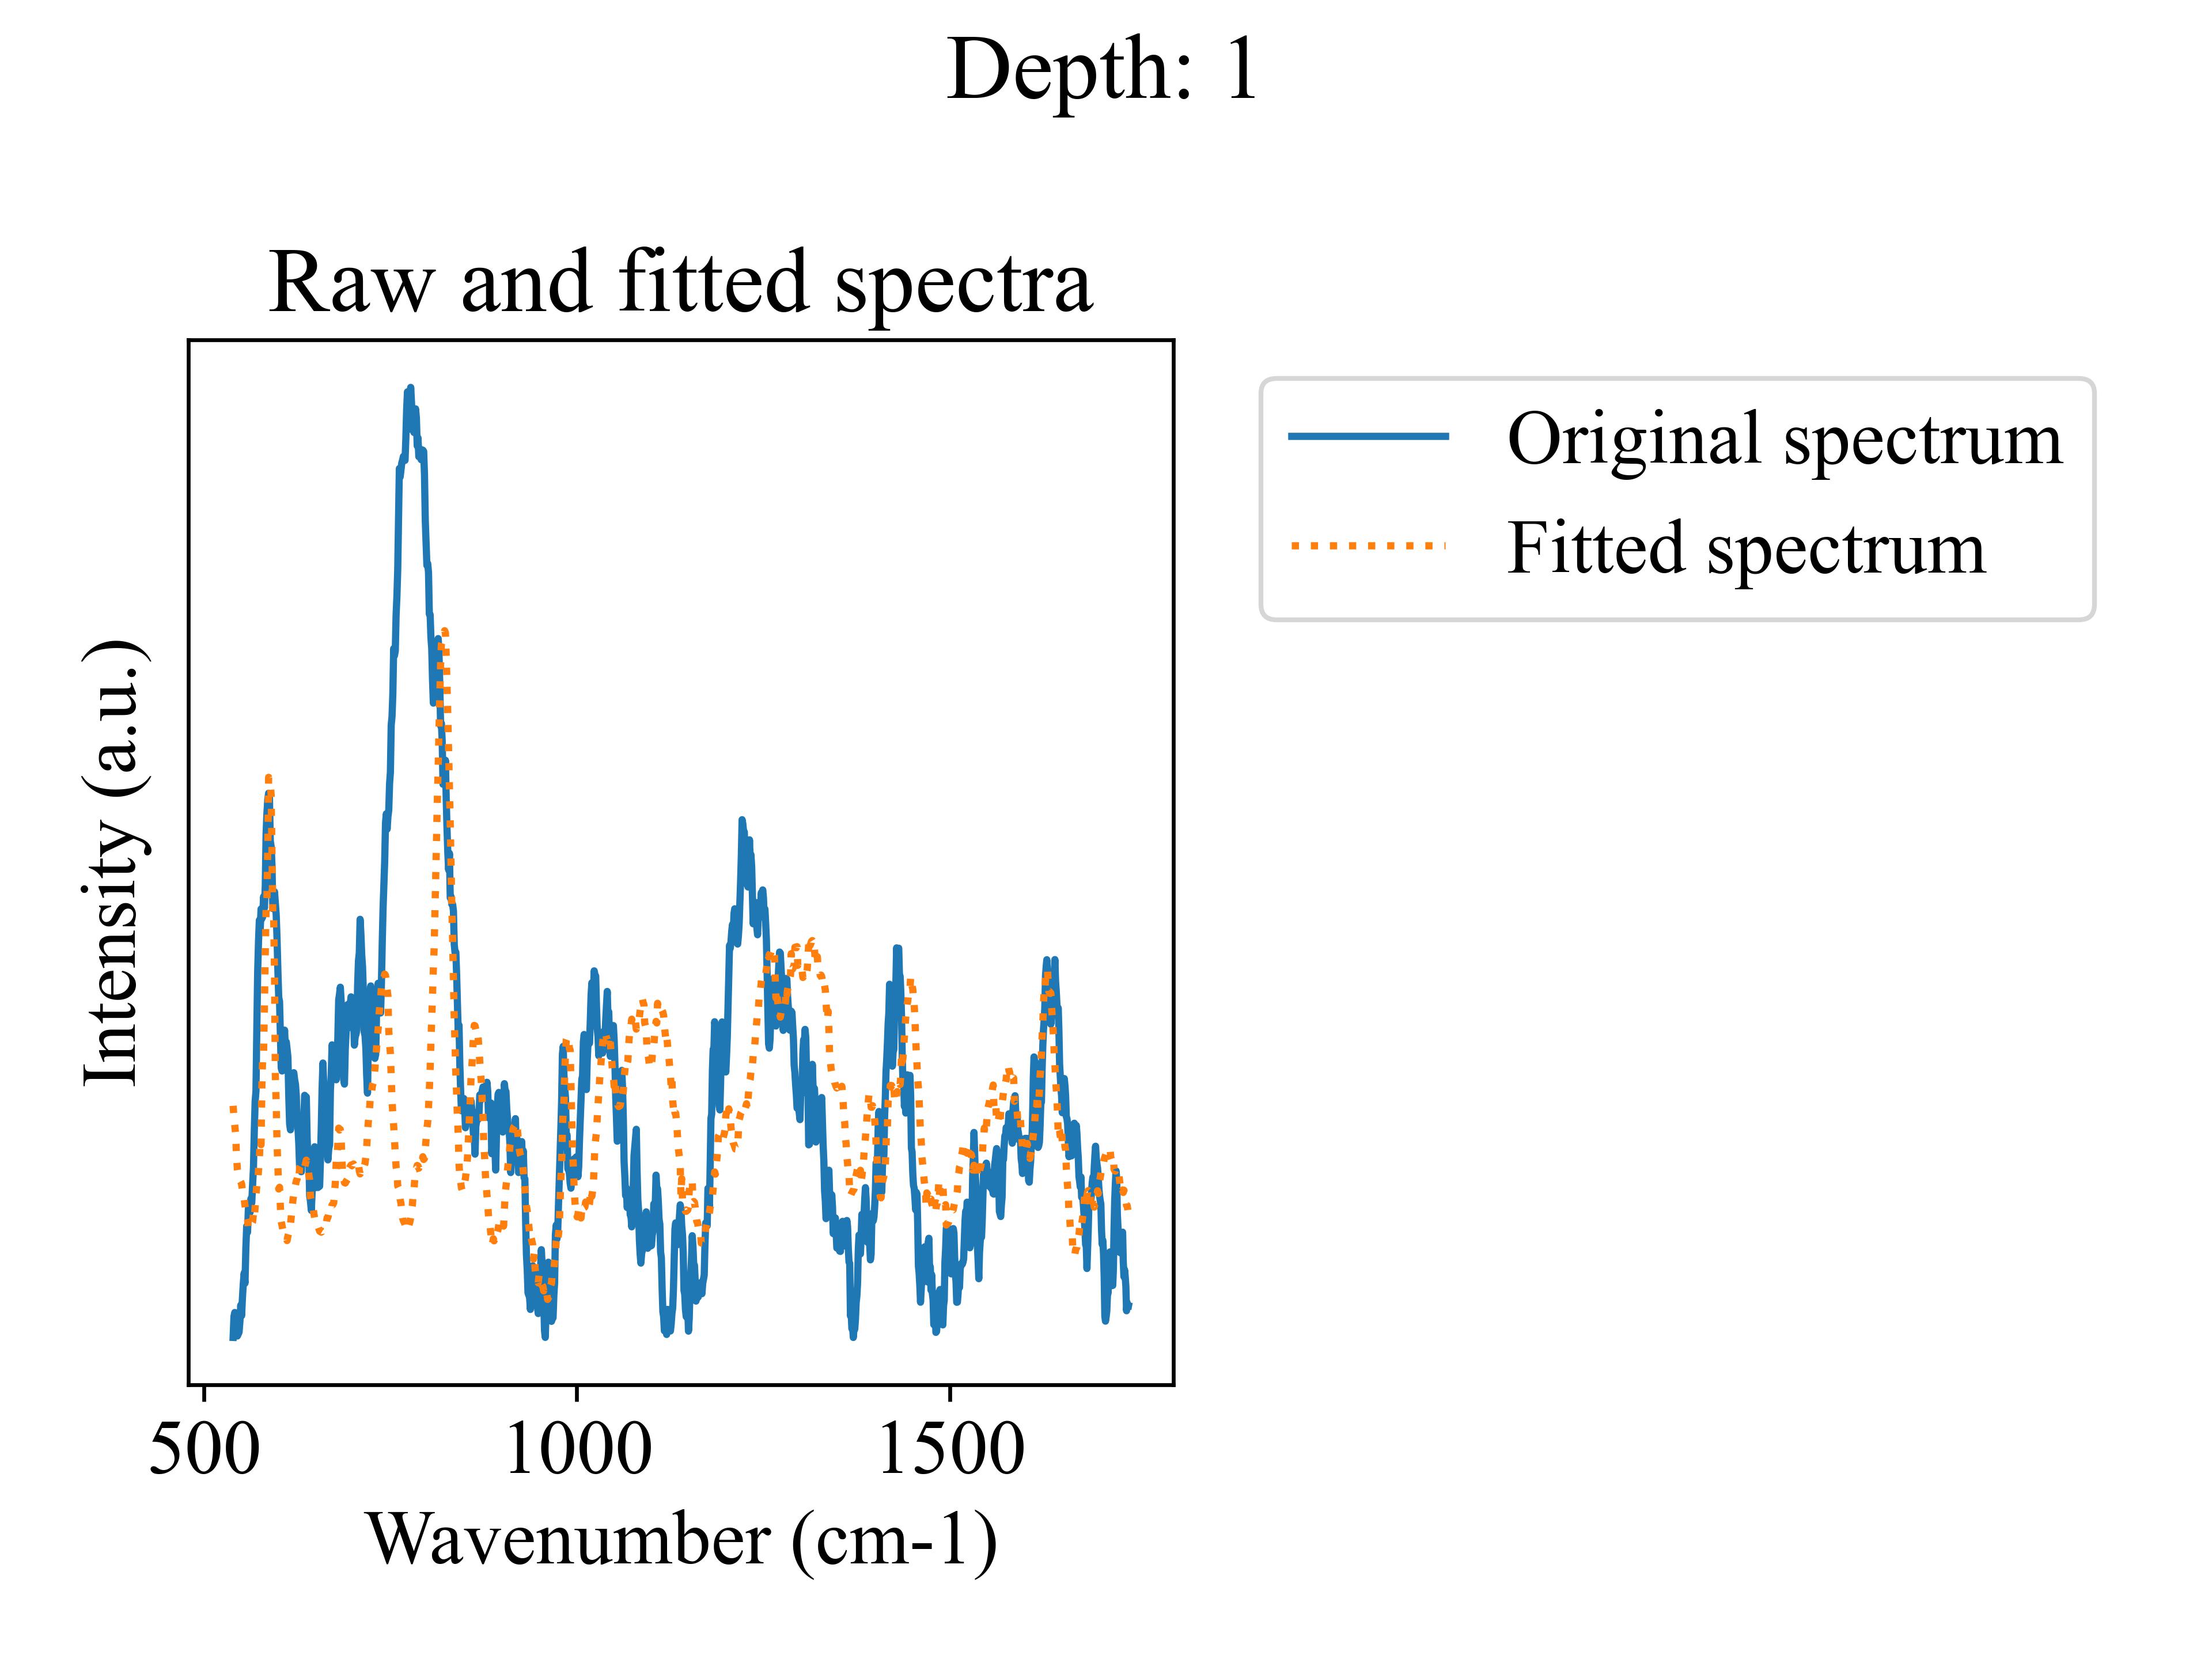 Depth: 1
Raw and fitted spectra
Original spectrum
Fitted spectrum
Intensity (a.u.)
500 1000 1500
Wavenumber (cm-1)